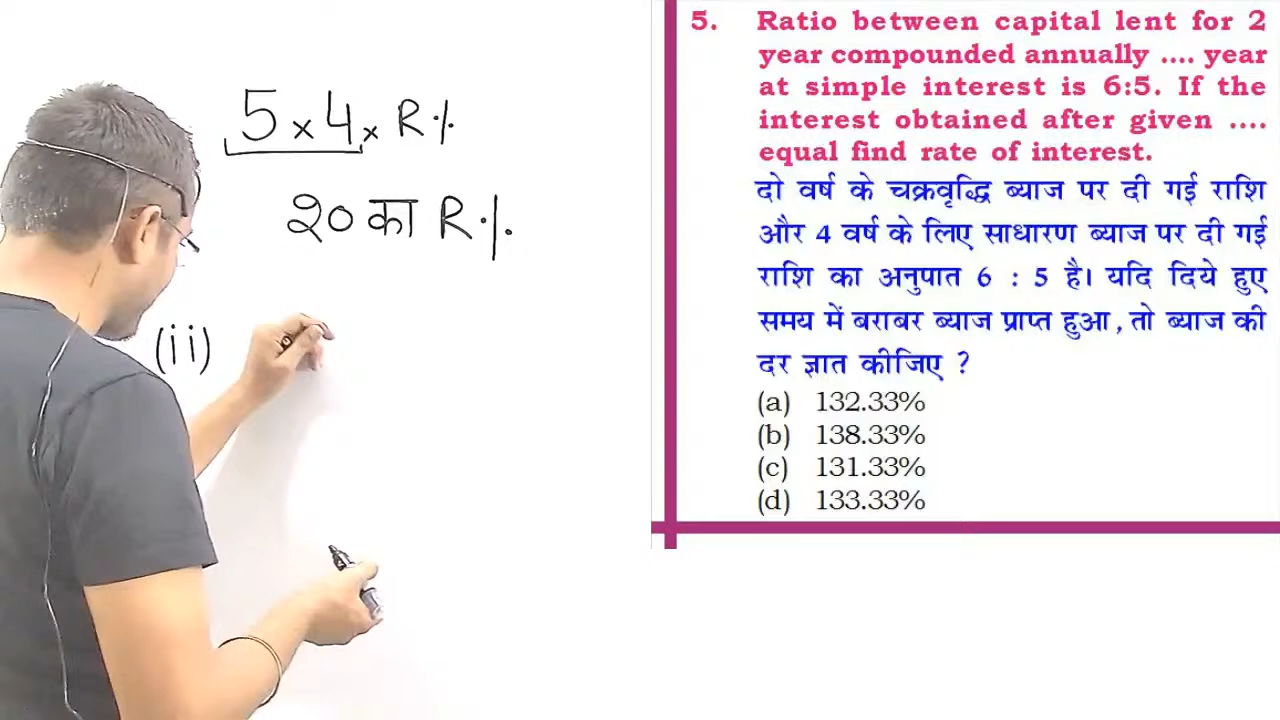 5 × 4 × R%
20 का R%.
(ii)
5. Ratio between capital lent for 2
year compounded annually .... year
at simple interest is 6:5. If the
interest obtained after given ....
equal find rate of interest.
दो वर्ष के चक्रवृद्धि ब्याज पर दी गई राशि
और 4 वर्ष के लिए साधारण ब्याज पर दी गई
राशि का अनुपात 6 : 5 है। यदि दिये हुए
समय में बराबर ब्याज प्राप्त हुआ, तो ब्याज की
दर ज्ञात कीजिए ?
(a) 132.33%
(b) 138.33%
(c) 131.33%
(d) 133.33%